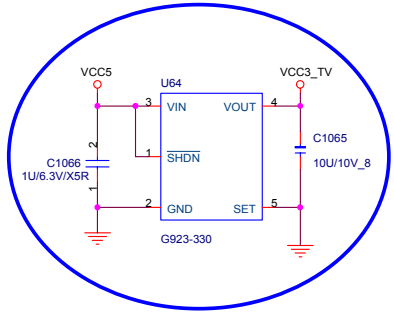 VCC5
U64
VCC3_TV
3
VIN
VOUT
4
C1065
10U/10V_8
2
1
SHDN
C1066
1U/6.3V/X5R
1
2
GND
SET
5
G923-330